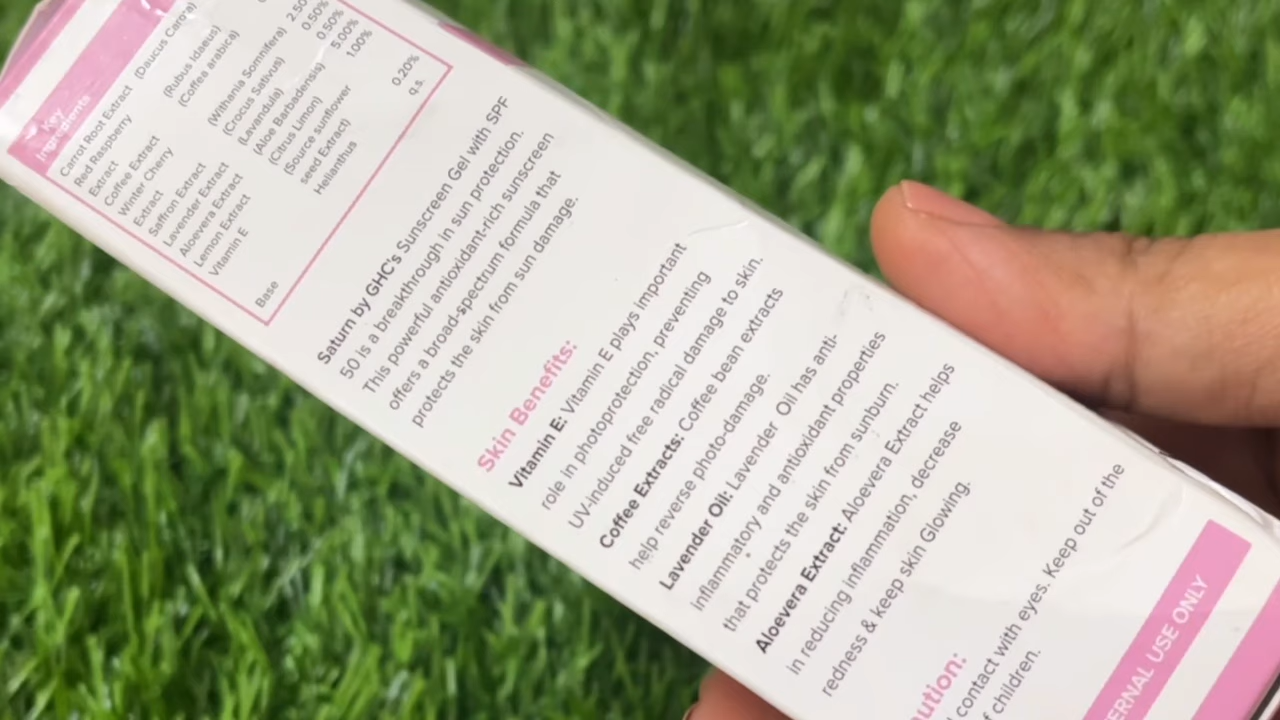 Key
Ingredients
Carrot Root Extract (Daucus Carota)
Red Raspberry (Rubus Idaeus)
Extract
Coffee Extract (Coffea arabica)
Winter Cherry (Withania Somnifera) 2.50
Extract
Saffron Extract (Crocus Sativus) 0.50%
Lavender Extract (Lavandula) 0.50%
Aloevera Extract (Aloe Barbadensis) 5.00%
Lemon Extract (Citrus Limon) 1.00%
Vitamin E (Source sunflower 0.20%
seed Extract)
Helianthus
Base q.s.
Saturn by GHC's Sunscreen Gel with SPF
50 is a breakthrough in sun protection.
This powerful antioxidant-rich sunscreen
offers a broad-spectrum formula that
protects the skin from sun damage.
Skin Benefits:
Vitamin E: Vitamin E plays important
role in photoprotection, preventing
UV-induced free radical damage to skin.
Coffee Extracts: Coffee bean extracts
help reverse photo-damage.
Lavender Oil: Lavender Oil has anti-
inflammatory and antioxidant properties
that protects the skin from sunburn.
Aloevera Extract: Aloevera Extract helps
in reducing inflammation, decrease
redness & keep skin Glowing.
ution:
contact with eyes. Keep out of the
of children.
ERNAL USE ONLY